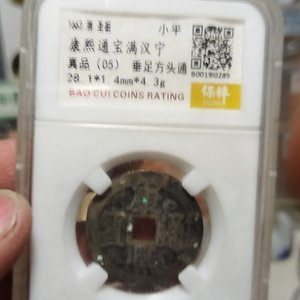 1662 清 圣祖 小平
康熙通宝满汉宁
真品（05） 垂足方头通
28.1*1.4mm*4.3g
BAO CUI COINS RATING
保粹